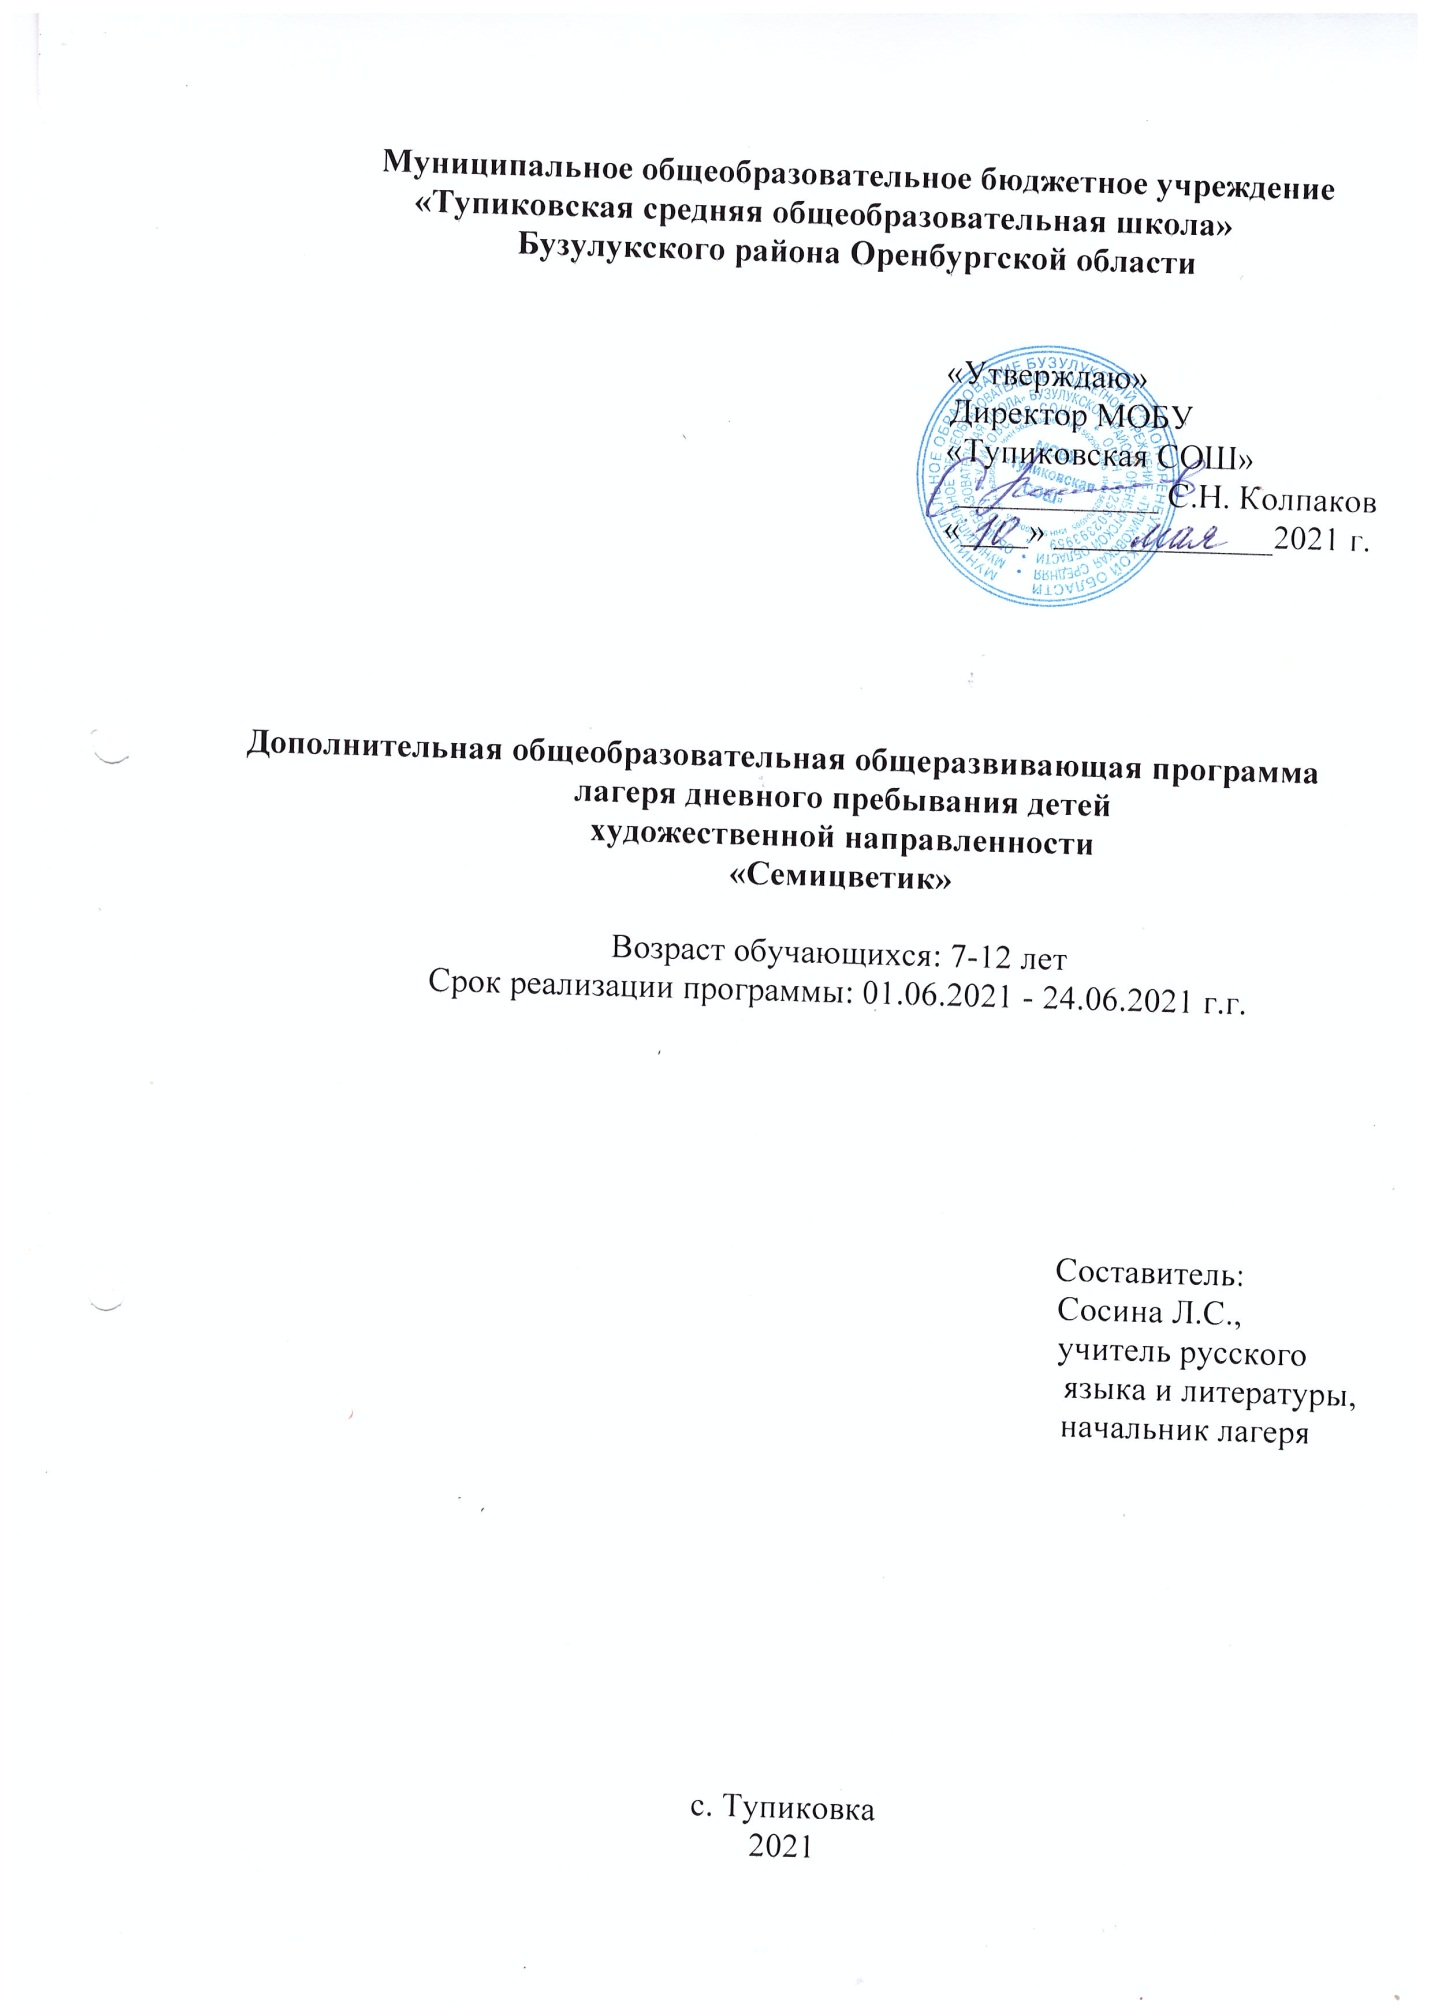 Муниципальное общеобразовательное бюджетное учреждение
«Тупиковская средняя общеобразовательная школа»
Бузулукского района Оренбургской области
«Утверждаю»
Директор МОБУ
«Тупиковская СОШ»
______________ С.Н. Колпаков
«10» мая 2021 г.
Дополнительная общеобразовательная общеразвивающая программа
лагеря дневного пребывания детей
художественной направленности
«Семицветик»
Возраст обучающихся: 7-12 лет
Срок реализации программы: 01.06.2021 - 24.06.2021 г.г.
Составитель:
Сосина Л.С.,
учитель русского
языка и литературы,
начальник лагеря
с. Тупиковка
2021